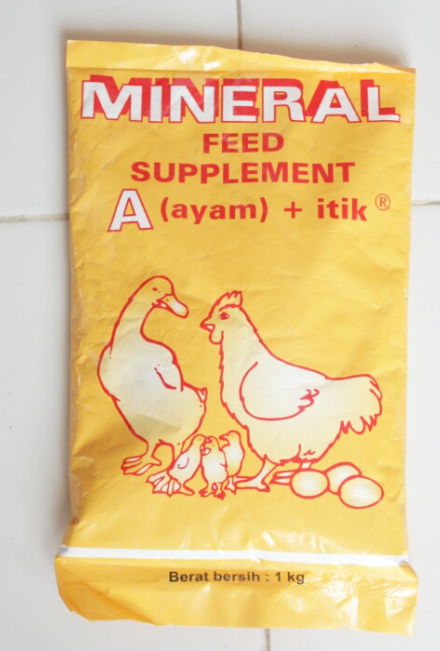 MINERAL
FEED
SUPPLEMENT
A (ayam) + itik ®
Berat bersih : 1 kg